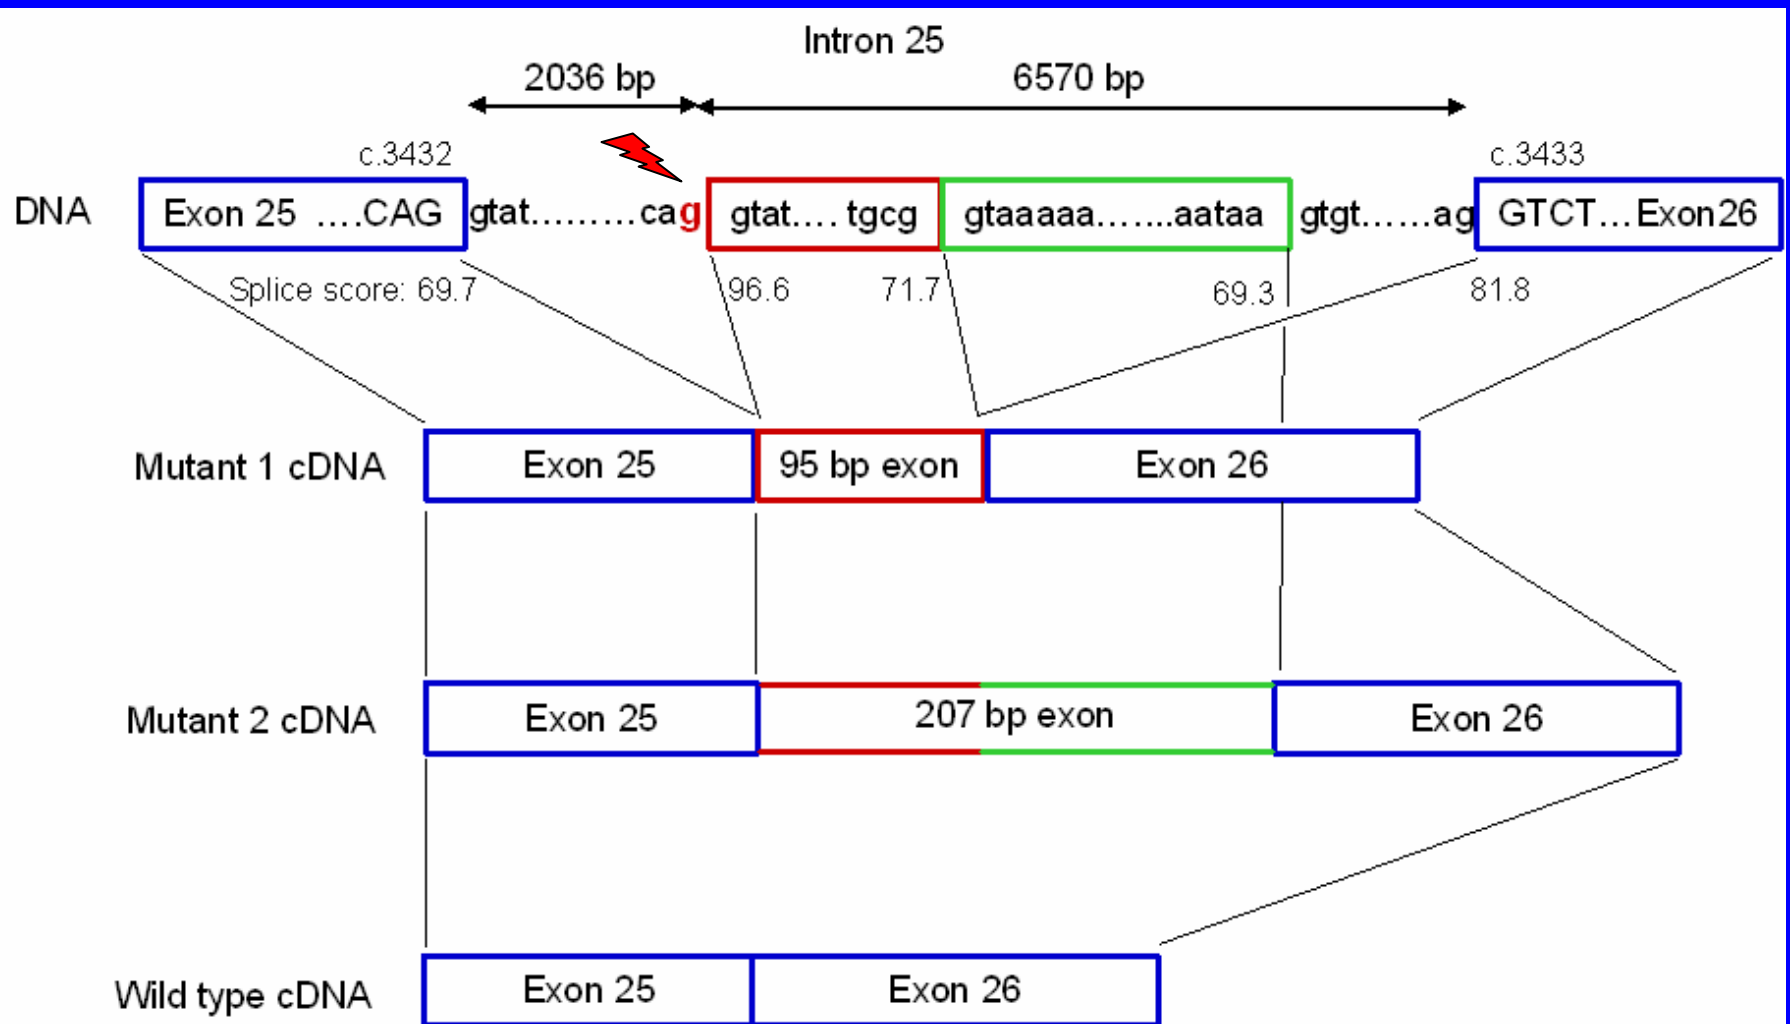 Intron 25
2036 bp 6570 bp
c.3432 c.3433
DNA Exon 25 ....CAG gtat.........cag gtat.... tgcg gtaaaaa.......aataa gtgt......ag GTCT...Exon26
Splice score: 69.7 96.6 71.7 69.3 81.8
Mutant 1 cDNA Exon 25 95 bp exon Exon 26
Mutant 2 cDNA Exon 25 207 bp exon Exon 26
Wild type cDNA Exon 25 Exon 26